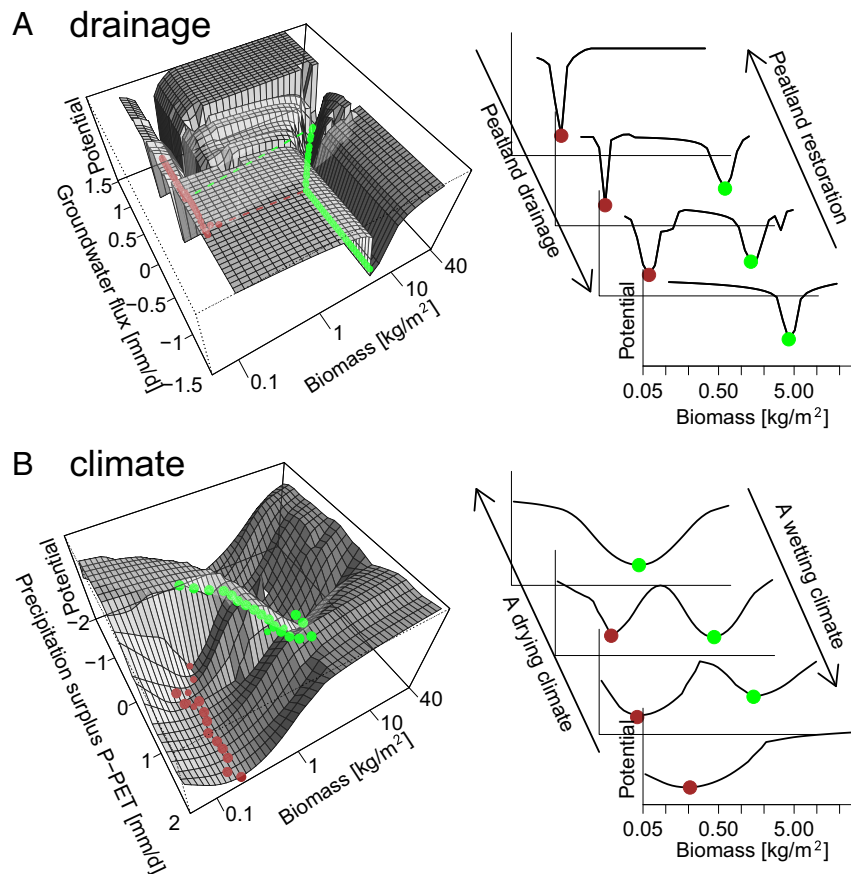 A drainage
Potential
1.5
1
0.5
0
−0.5
−1
−1.5
Groundwater flux [mm/d]
0.1
1
10
40
Biomass [kg/m²]
Peatland drainage
Peatland restoration
Potential
0.05 0.50 5.00
Biomass [kg/m²]
B climate
Potential
−2
−1
0
1
2
Precipitation surplus P−PET [mm/d]
0.1
1
10
40
Biomass [kg/m²]
A drying climate
A wetting climate
Potential
0.05 0.50 5.00
Biomass [kg/m²]